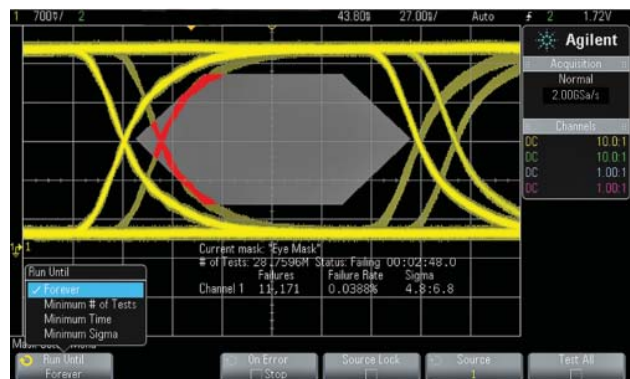 1 700▽/ 2 43.80▯ 27.00▯/ Auto 2 1.72V
Agilent
Acquisition
Normal
2.00GSa/s
Channels
DC 10.0:1
DC 10.0:1
DC 1.00:1
DC 1.00:1
1
Current mask: "Eye Mask"
# of Tests: 28.7596M Status: Failing 00:02:48.0
Failures Failure Rate Sigma
Channel 1 11,171 0.0388% 4.8:6.8
Run Until
✓ Forever
Minimum # of Tests
Minimum Time
Minimum Sigma
Run Until
Forever
On Error
Stop
Source Lock
Source
1
Test All